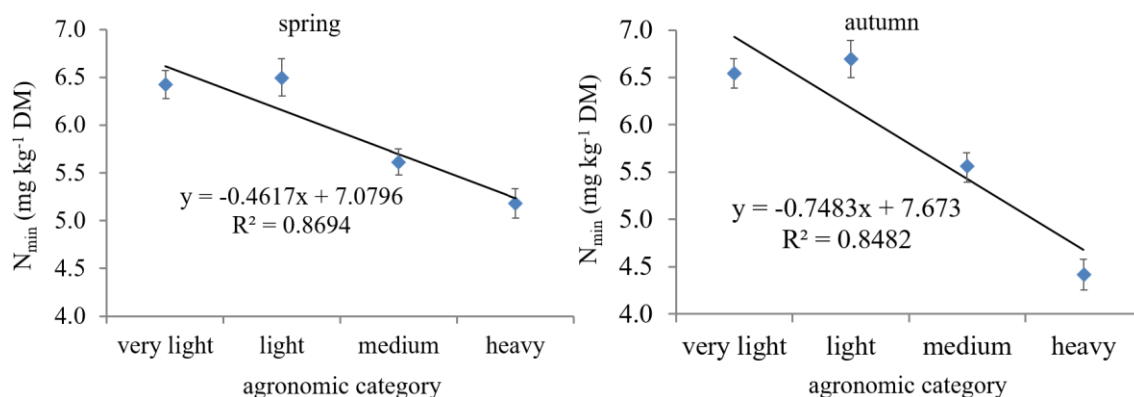 spring
7.0
6.5
6.0
5.5
5.0
4.5
4.0
N_min (mg kg⁻¹ DM)
y = -0.4617x + 7.0796
R² = 0.8694
very light light medium heavy
agronomic category
autumn
7.0
6.5
6.0
5.5
5.0
4.5
4.0
N_min (mg kg⁻¹ DM)
y = -0.7483x + 7.673
R² = 0.8482
very light light medium heavy
agronomic category